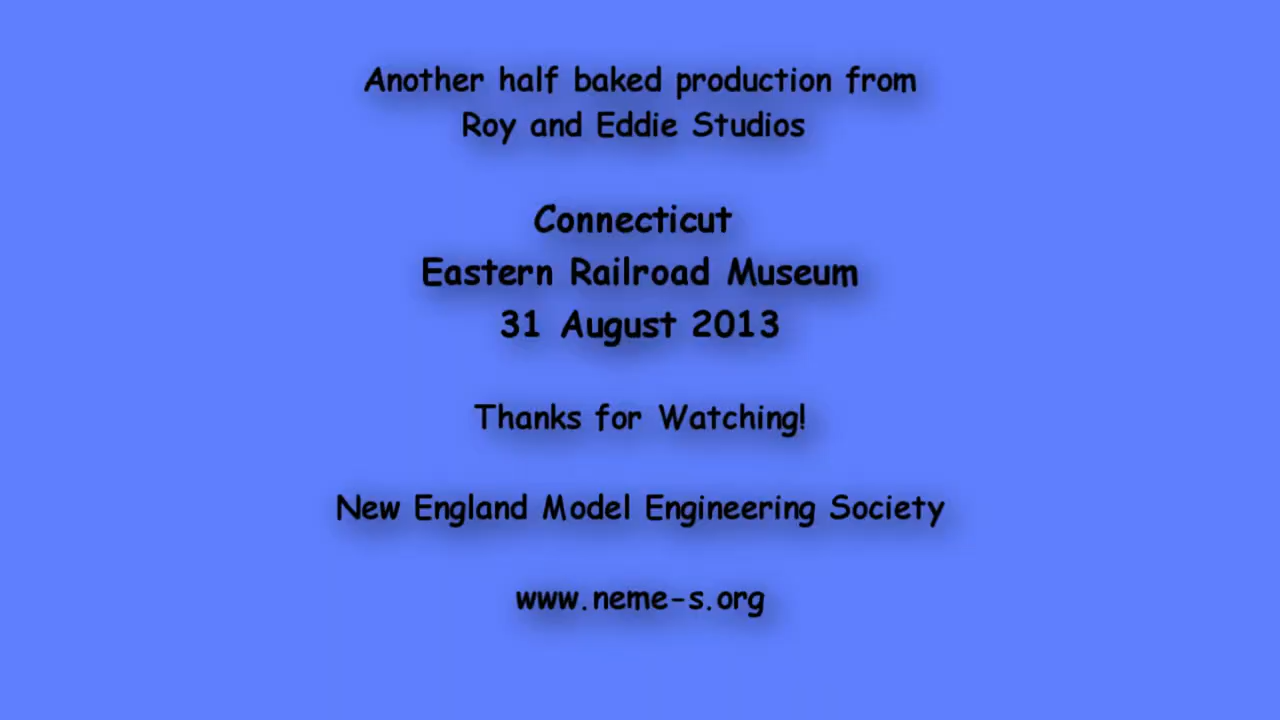 Another half baked production from
Roy and Eddie Studios
Connecticut
Eastern Railroad Museum
31 August 2013
Thanks for Watching!
New England Model Engineering Society
www.neme-s.org